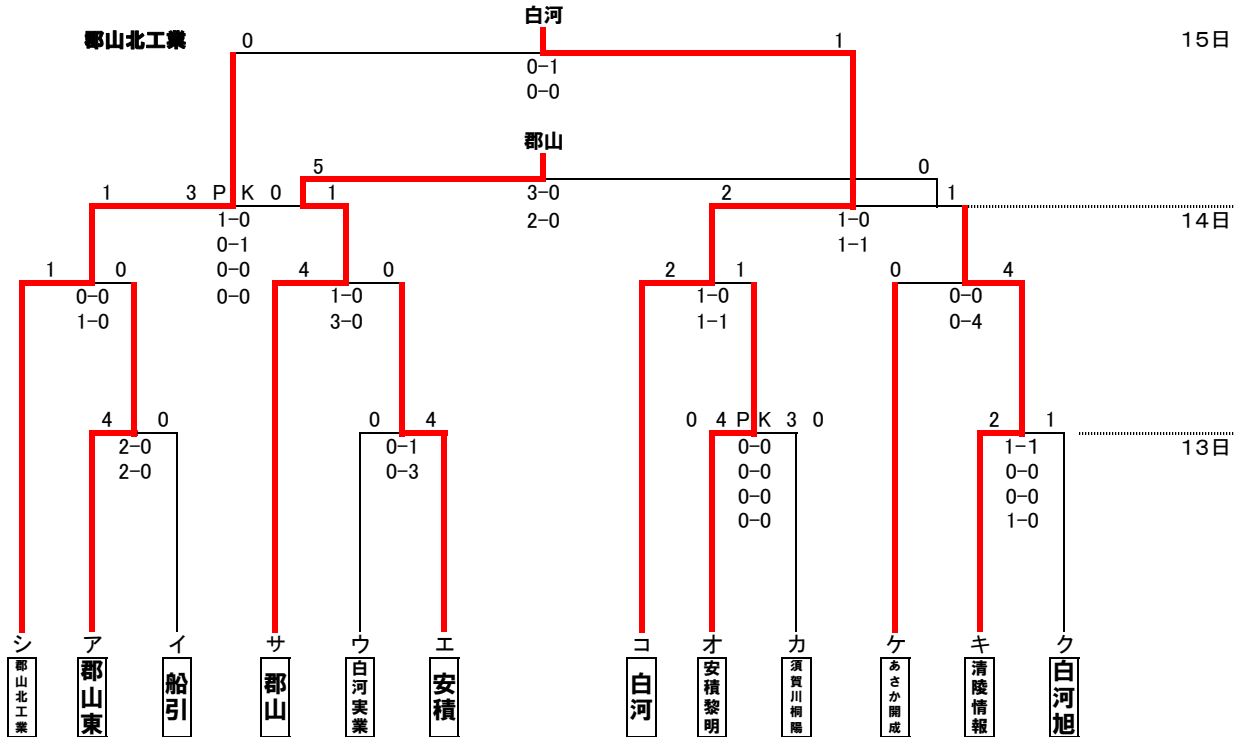 白河
郡山北工業 0 1 15日
0-1
0-0
郡山
5 0
1 3 P K 0 1 3-0 2 1
1-0 2-0 1-0 14日
0-1 1-1
0-0
0-0
1 0 4 0 2 1 0 4
0-0 1-0 1-0 0-0
1-0 3-0 1-1 0-4
4 0 0 4 0 4 P K 3 0 2 1
2-0 0-1 0-0 1-1 13日
2-0 0-3 0-0 0-0
0-0 0-0
0-0 1-0
シ ア イ サ ウ エ コ オ カ ケ キ ク
郡山北工業 郡山東 船引 郡山 白河実業 安積 白河 安積黎明 須賀川桐陽 あさか開成 清陵情報 白河旭